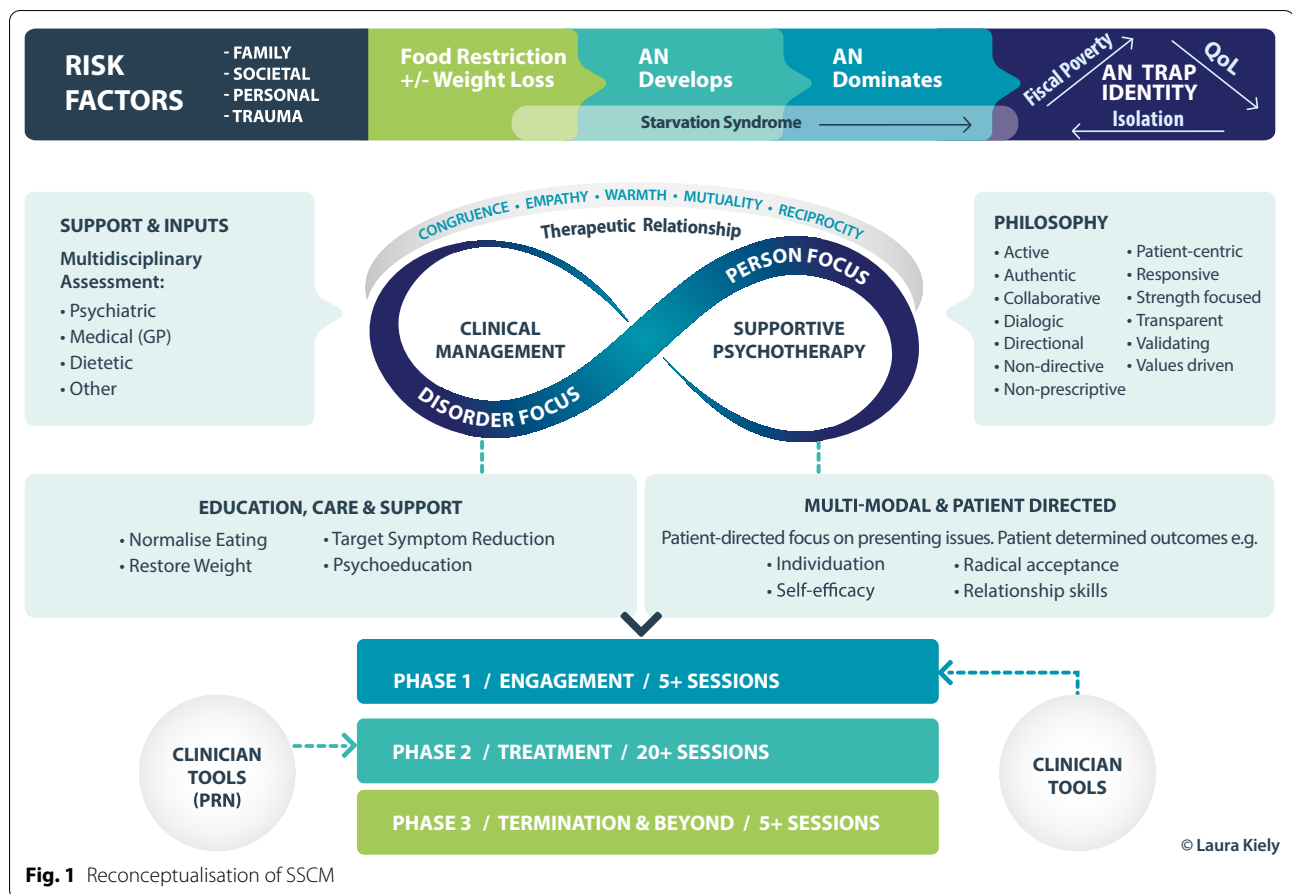 RISK
FACTORS
- FAMILY
- SOCIETAL
- PERSONAL
- TRAUMA
Food Restriction
+/- Weight Loss
AN
Develops
AN
Dominates
Starvation Syndrome
Fiscal Poverty
QoL
AN TRAP
IDENTITY
Isolation
SUPPORT & INPUTS
Multidisciplinary
Assessment:
• Psychiatric
• Medical (GP)
• Dietetic
• Other
CONGRUENCE • EMPATHY • WARMTH • MUTUALITY • RECIPROCITY
Therapeutic Relationship
PERSON FOCUS
CLINICAL
MANAGEMENT
SUPPORTIVE
PSYCHOTHERAPY
DISORDER FOCUS
PHILOSOPHY
• Active
• Authentic
• Collaborative
• Dialogic
• Directional
• Non-directive
• Non-prescriptive
• Patient-centric
• Responsive
• Strength focused
• Transparent
• Validating
• Values driven
EDUCATION, CARE & SUPPORT
• Normalise Eating
• Restore Weight
• Target Symptom Reduction
• Psychoeducation
MULTI-MODAL & PATIENT DIRECTED
Patient-directed focus on presenting issues. Patient determined outcomes e.g.
• Individuation
• Self-efficacy
• Radical acceptance
• Relationship skills
PHASE 1 / ENGAGEMENT / 5+ SESSIONS
CLINICIAN
TOOLS
(PRN)
PHASE 2 / TREATMENT / 20+ SESSIONS
CLINICIAN
TOOLS
PHASE 3 / TERMINATION & BEYOND / 5+ SESSIONS
© Laura Kiely
Fig. 1 Reconceptualisation of SSCM